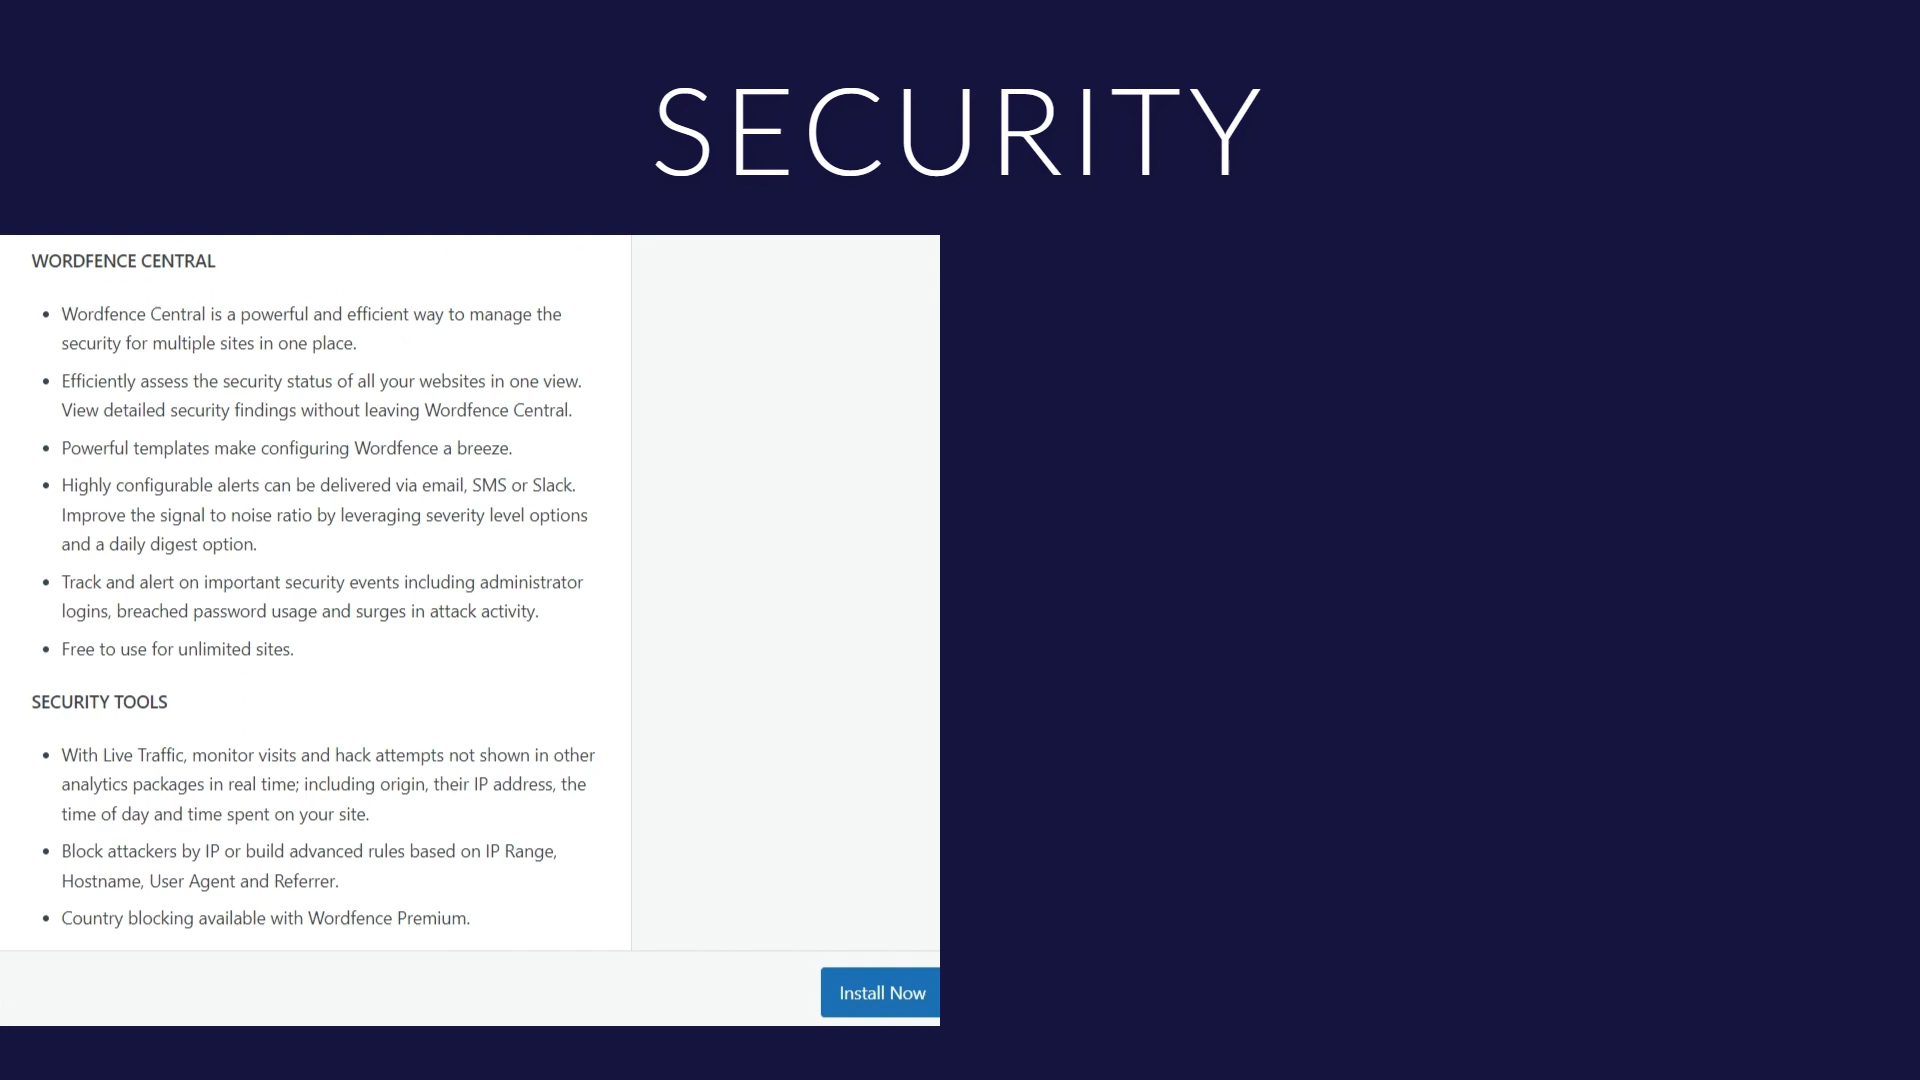 SECURITY
WORDFENCE CENTRAL
• Wordfence Central is a powerful and efficient way to manage the
security for multiple sites in one place.
• Efficiently assess the security status of all your websites in one view.
View detailed security findings without leaving Wordfence Central.
• Powerful templates make configuring Wordfence a breeze.
• Highly configurable alerts can be delivered via email, SMS or Slack.
Improve the signal to noise ratio by leveraging severity level options
and a daily digest option.
• Track and alert on important security events including administrator
logins, breached password usage and surges in attack activity.
• Free to use for unlimited sites.
SECURITY TOOLS
• With Live Traffic, monitor visits and hack attempts not shown in other
analytics packages in real time; including origin, their IP address, the
time of day and time spent on your site.
• Block attackers by IP or build advanced rules based on IP Range,
Hostname, User Agent and Referrer.
• Country blocking available with Wordfence Premium.
Install Now